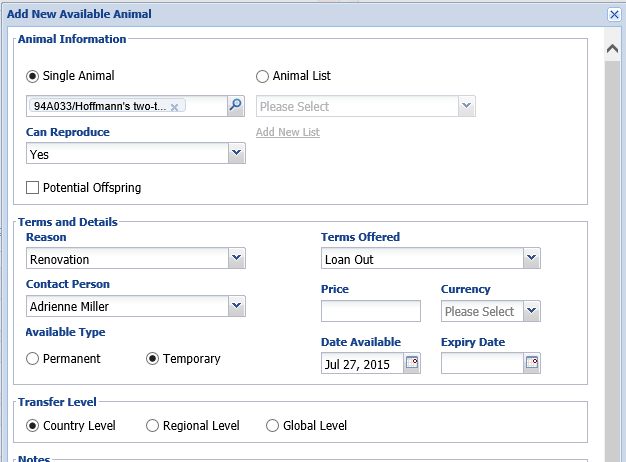 Add New Available Animal
Animal Information
Single Animal
Animal List
94A033/Hoffmann's two-t...
Please Select
Can Reproduce
Add New List
Yes
Potential Offspring
Terms and Details
Reason
Terms Offered
Renovation
Loan Out
Contact Person
Price
Currency
Adrienne Miller
Please Select
Available Type
Date Available
Expiry Date
Permanent
Temporary
Jul 27, 2015
Transfer Level
Country Level
Regional Level
Global Level
Notes